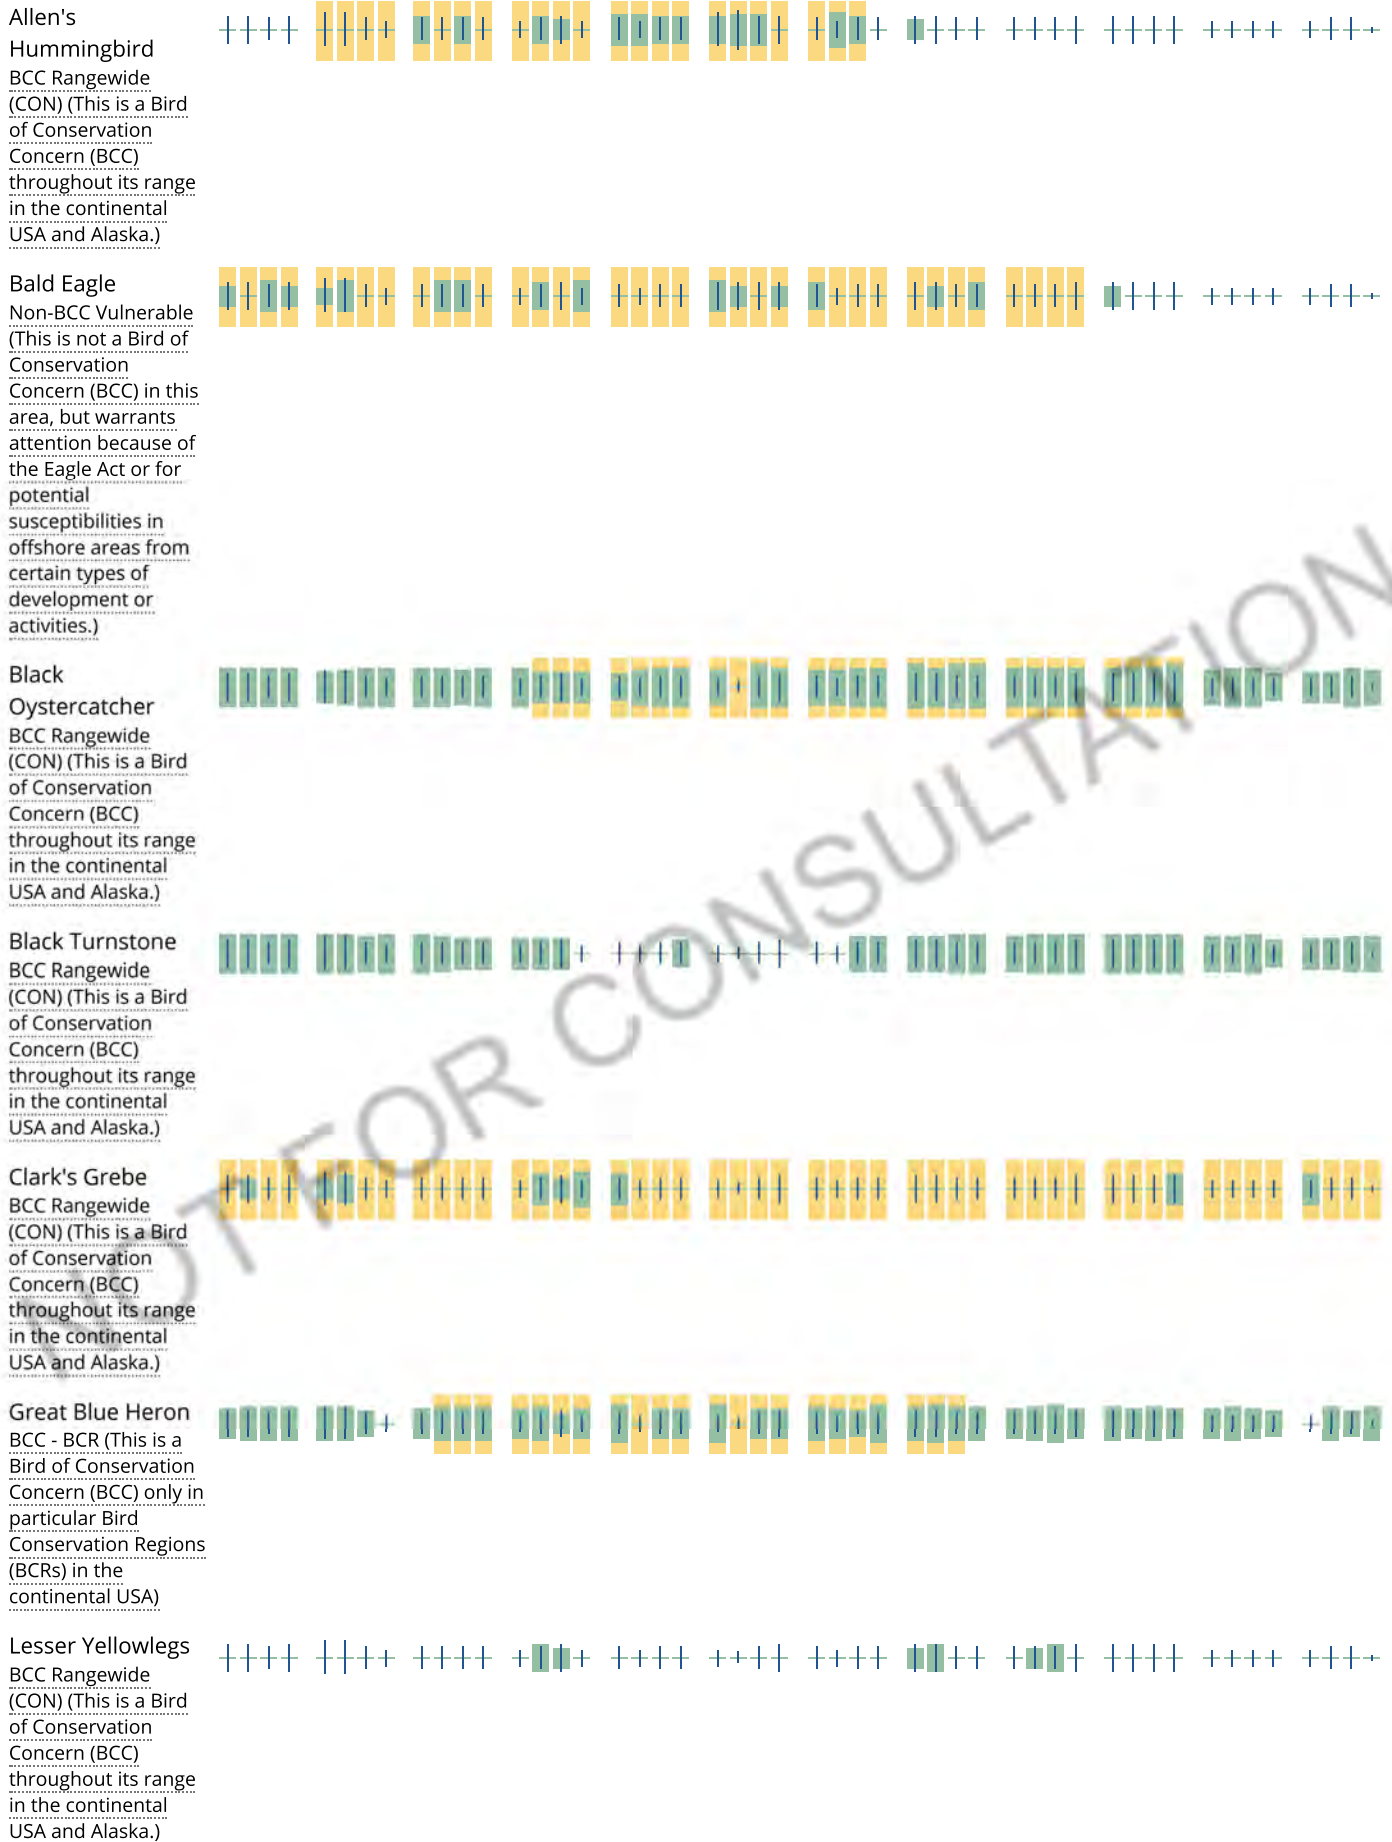 Allen's
Hummingbird
BCC Rangewide
(CON) (This is a Bird
of Conservation
Concern (BCC)
throughout its range
in the continental
USA and Alaska.)
Bald Eagle
Non-BCC Vulnerable
(This is not a Bird of
Conservation
Concern (BCC) in this
area, but warrants
attention because of
the Eagle Act or for
potential
susceptibilities in
offshore areas from
certain types of
development or
activities.)
Black
Oystercatcher
BCC Rangewide
(CON) (This is a Bird
of Conservation
Concern (BCC)
throughout its range
in the continental
USA and Alaska.)
Black Turnstone
BCC Rangewide
(CON) (This is a Bird
of Conservation
Concern (BCC)
throughout its range
in the continental
USA and Alaska.)
Clark's Grebe
BCC Rangewide
(CON) (This is a Bird
of Conservation
Concern (BCC)
throughout its range
in the continental
USA and Alaska.)
Great Blue Heron
BCC - BCR (This is a
Bird of Conservation
Concern (BCC) only in
particular Bird
Conservation Regions
(BCRs) in the
continental USA)
Lesser Yellowlegs
BCC Rangewide
(CON) (This is a Bird
of Conservation
Concern (BCC)
throughout its range
in the continental
USA and Alaska.)
NOT FOR CONSULTATION